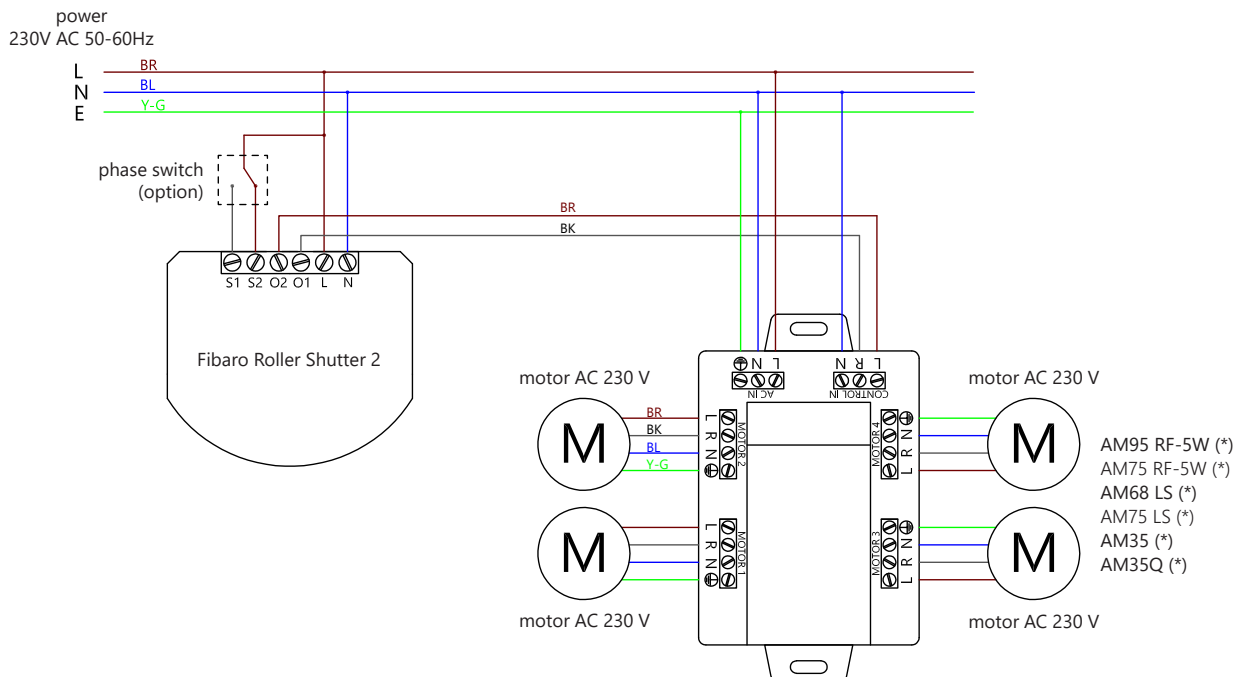 power
230V AC 50-60Hz
L
BR
N
BL
E
Y-G
phase switch
(option)
BR
BK
S1 S2 O2 O1 L N
Fibaro Roller Shutter 2
N L
N R L
AC IN
CONTROL IN
motor AC 230 V
motor AC 230 V
M
BR
BK
BL
Y-G
L
R
N
MOTOR 2
MOTOR 4
N
R
L
M
AM95 RF-5W (*)
AM75 RF-5W (*)
AM68 LS (*)
AM75 LS (*)
AM35 (*)
AM35Q (*)
M
L
R
N
MOTOR 1
MOTOR 3
N
R
L
M
motor AC 230 V
motor AC 230 V